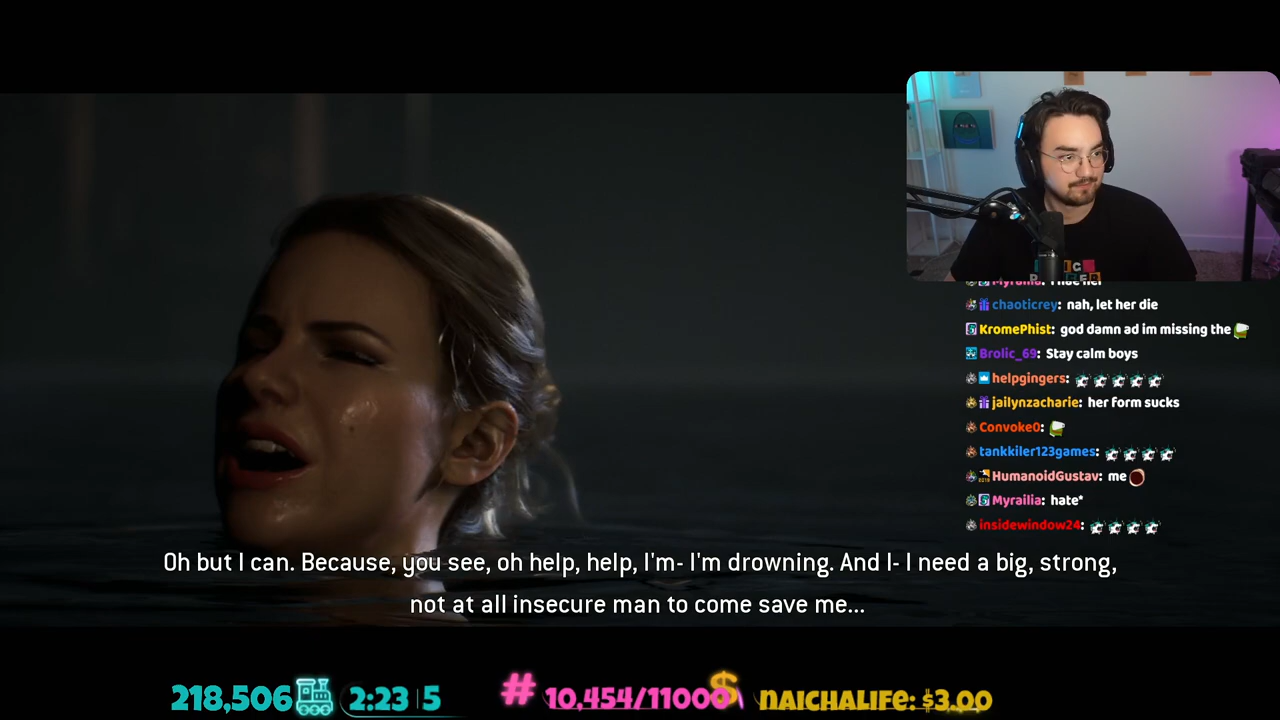 chaoticrey: nah, let her die
KromePhist: god damn ad im missing the
Brolic_69: Stay calm boys
helpgingers:
jailynzacharie: her form sucks
Convoke0:
tankkiler123games:
HumanoidGustav: me
Myrailia: hate*
insidewindow24:
Oh but I can. Because, you see, oh help, help, I'm- I'm drowning. And I- I need a big, strong,
not at all insecure man to come save me...
218,506 2:23 5 # 10,454/11000 $ NAICHALIFE: $3.00